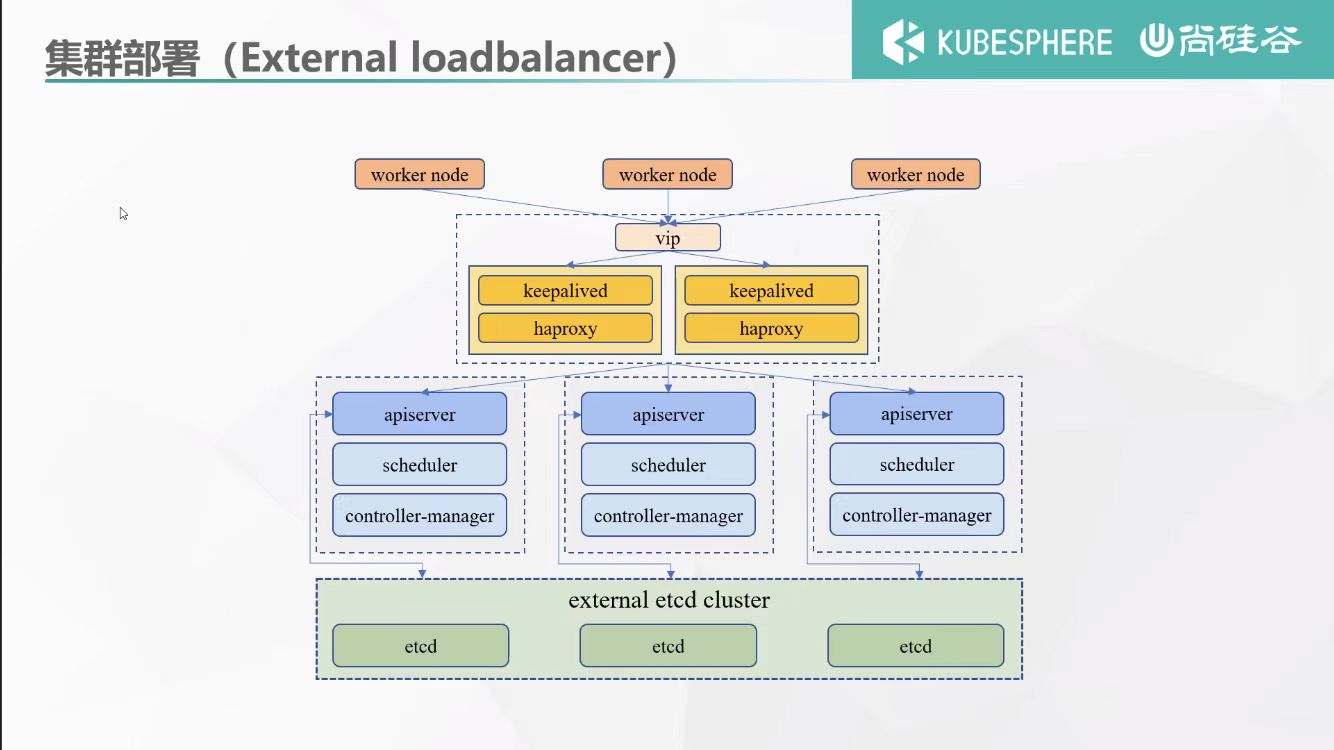 集群部署（External loadbalancer）
KUBESPHERE 尚硅谷
worker node worker node worker node
vip
keepalived keepalived
haproxy haproxy
apiserver apiserver apiserver
scheduler scheduler scheduler
controller-manager controller-manager controller-manager
external etcd cluster
etcd etcd etcd